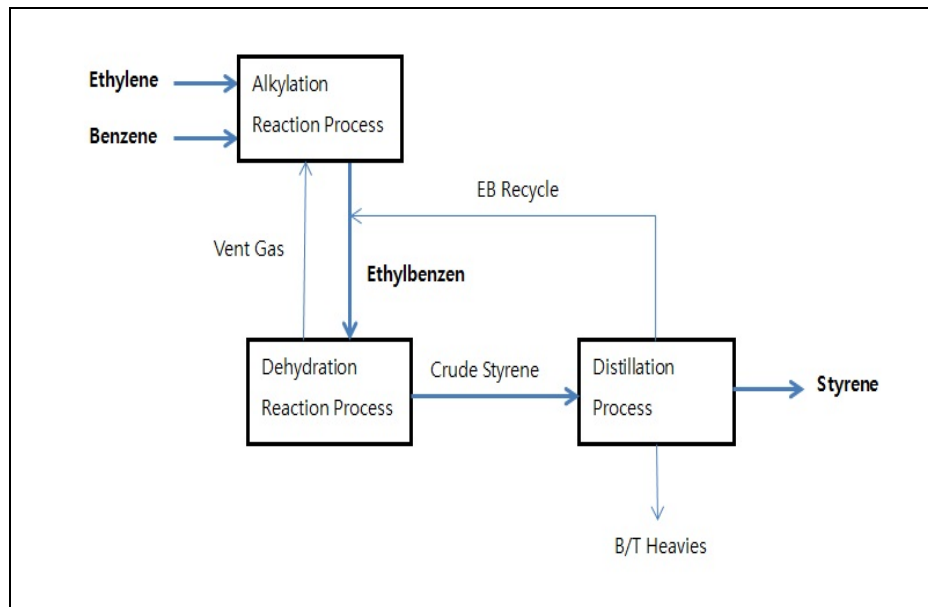 Ethylene
Alkylation
Reaction Process
Benzene
EB Recycle
Vent Gas
Ethylbenzen
Dehydration
Reaction Process
Crude Styrene
Distillation
Process
Styrene
B/T Heavies